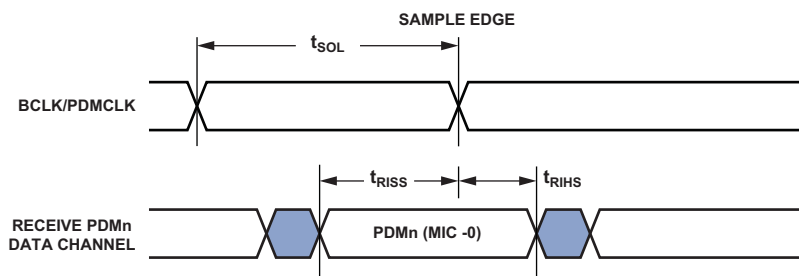 SAMPLE EDGE
tSOL
BCLK/PDMCLK
tRISS
tRIHS
RECEIVE PDMn
DATA CHANNEL
PDMn (MIC -0)